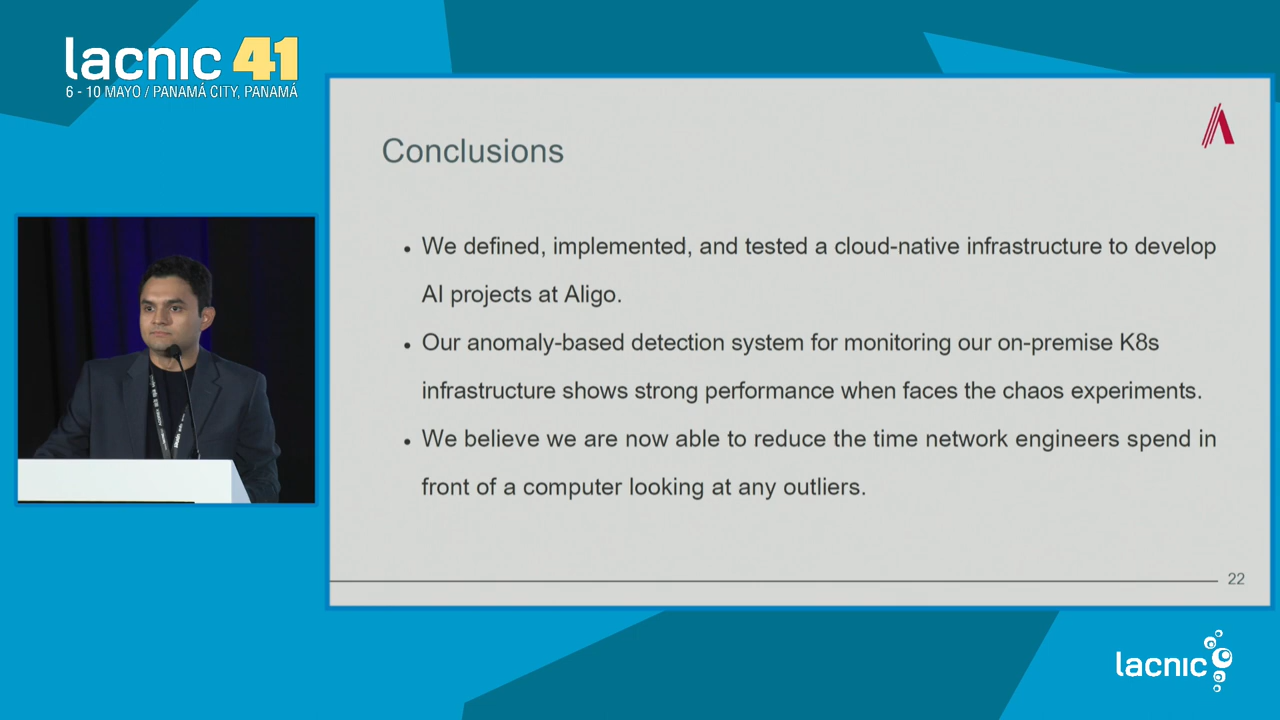 lacnic 41
6 - 10 MAYO / PANAMÁ CITY, PANAMÁ
Conclusions
• We defined, implemented, and tested a cloud-native infrastructure to develop
AI projects at Aligo.
• Our anomaly-based detection system for monitoring our on-premise K8s
infrastructure shows strong performance when faces the chaos experiments.
• We believe we are now able to reduce the time network engineers spend in
front of a computer looking at any outliers.
22
lacnic